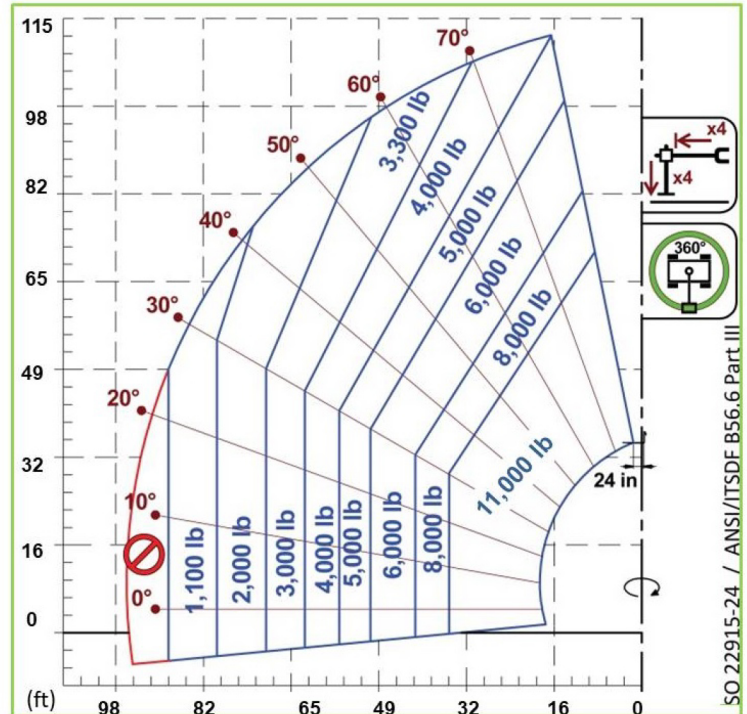 115
98
82
65
49
32
16
0
(ft)
98
82
65
49
32
16
0
70°
60°
50°
40°
30°
20°
10°
0°
3,300 lb
4,000 lb
5,000 lb
6,000 lb
8,000 lb
11,000 lb
1,100 lb
2,000 lb
3,000 lb
4,000 lb
5,000 lb
6,000 lb
8,000 lb
24 in
x4
x4
360°
SO 22915-24 / ANSI/ITSDF B56.6 Part III